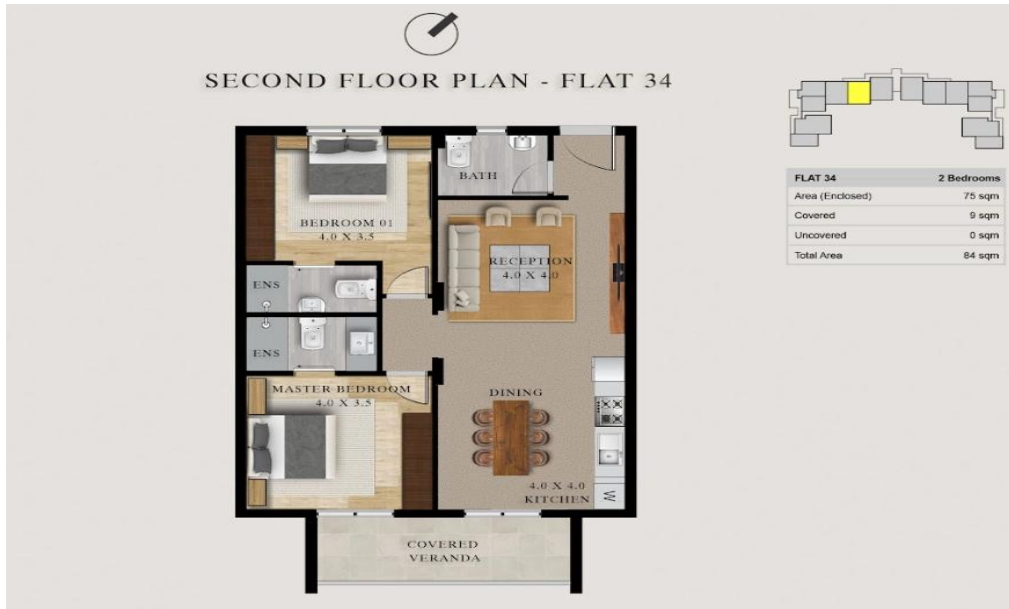 SECOND FLOOR PLAN - FLAT 34
FLAT 34 2 Bedrooms
Area (Enclosed) 75 sqm
Covered 9 sqm
Uncovered 0 sqm
Total Area 84 sqm
BATH
BEDROOM 01
4.0 X 3.5
RECEPTION
4.0 X 4.0
ENS
ENS
MASTER BEDROOM
4.0 X 3.5
DINING
4.0 X 4.0
KITCHEN
W
COVERED
VERANDA